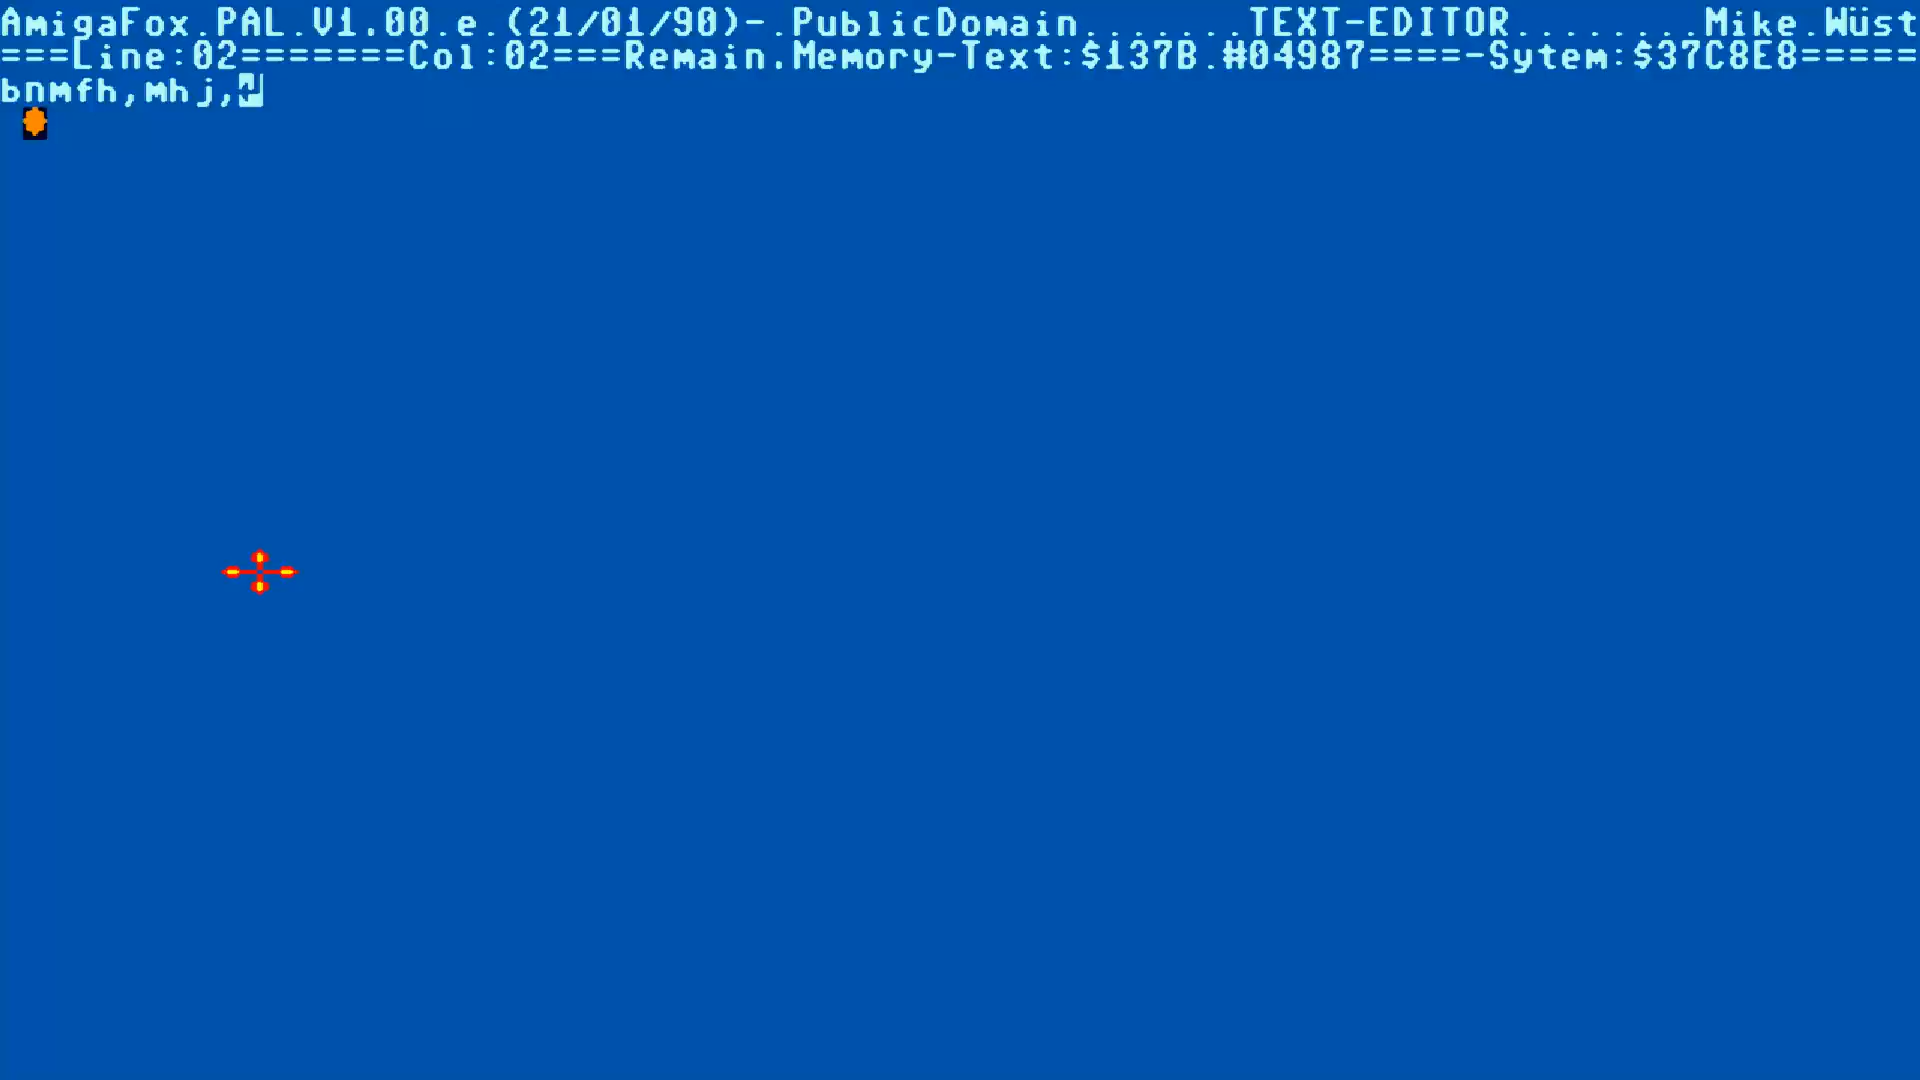 AmigaFox.PAL.V1.00.e.(21/01/90)-.PublicDomain.......TEXT-EDITOR........Mike.Wüst
===Line:02=======Col:02===Remain.Memory-Text:$137B.#04987====-Sytem:$37C8E8=====
bnmfh,mhj,